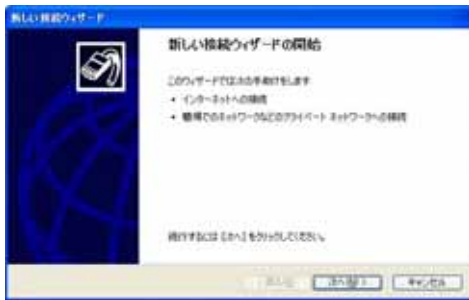 新しい接続ウィザード
新しい接続ウィザードの開始
このウィザードでは次の手助けをします
• インターネットへの接続
• 職場でのネットワークなどのプライベート ネットワークへの接続
続行するには [次へ] をクリックしてください。
次へ(N) >
キャンセル